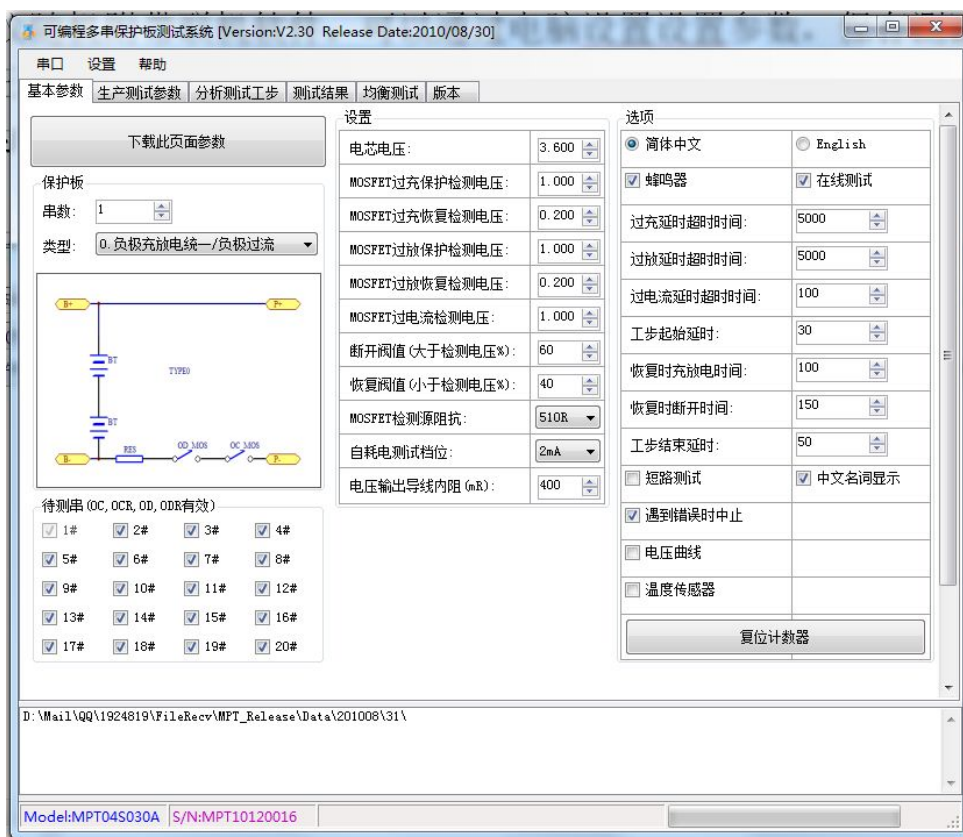 可编程多串保护板测试系统 [Version:V2.30 Release Date:2010/08/30]
串口 设置 帮助
基本参数 生产测试参数 分析测试工步 测试结果 均衡测试 版本
下载此页面参数
保护板
串数: 1
类型: 0.负极充放电统一/负极过流
B+ P+
BT
TYPE0
BT
RES OD_MOS OC_MOS
B- P-
待测串(OC, OCR, OD, ODR有效)
1# 2# 3# 4#
5# 6# 7# 8#
9# 10# 11# 12#
13# 14# 15# 16#
17# 18# 19# 20#
设置
电芯电压: 3.600
MOSFET过充保护检测电压: 1.000
MOSFET过充恢复检测电压: 0.200
MOSFET过放保护检测电压: 1.000
MOSFET过放恢复检测电压: 0.200
MOSFET过电流检测电压: 1.000
断开阀值(大于检测电压%): 60
恢复阀值(小于检测电压%): 40
MOSFET检测源阻抗: 510R
自耗电测试档位: 2mA
电压输出导线内阻(mR): 400
选项
简体中文 English
蜂鸣器 在线测试
过充延时超时时间: 5000
过放延时超时时间: 5000
过电流延时超时时间: 100
工步起始延时: 30
恢复时充放电时间: 100
恢复时断开时间: 150
工步结束延时: 50
短路测试 中文名词显示
遇到错误时中止
电压曲线
温度传感器
复位计数器
D:\Mail\QQ\1924819\FileRecv\MPT_Release\Data\201008\31\
Model:MPT04S030A S/N:MPT10120016